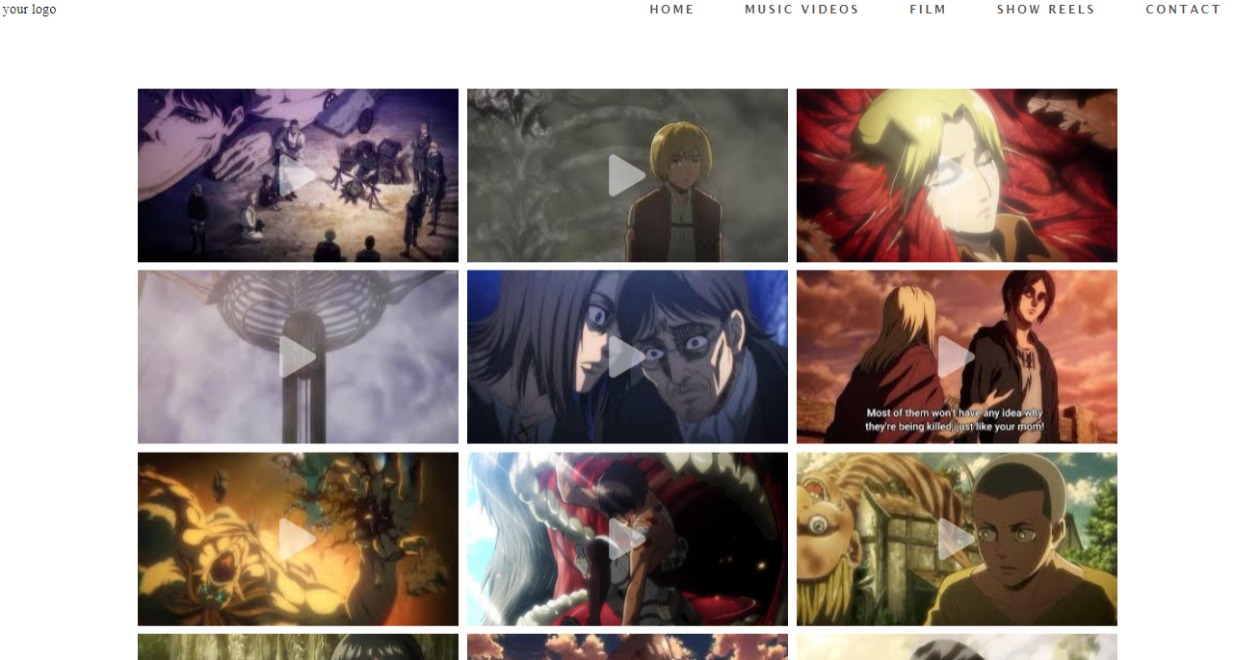 your logo
HOME
MUSIC VIDEOS
FILM
SHOW REELS
CONTACT
Most of them won't have any idea why
they're being killed, just like your mom!